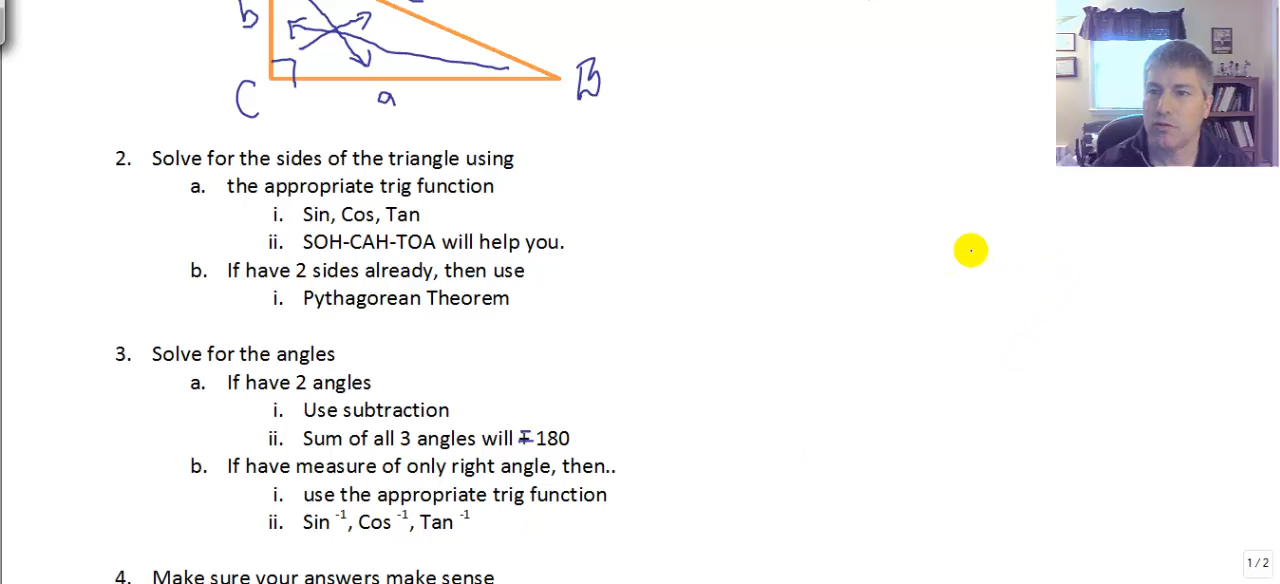 b
C
a
B
2. Solve for the sides of the triangle using
a. the appropriate trig function
i. Sin, Cos, Tan
ii. SOH-CAH-TOA will help you.
b. If have 2 sides already, then use
i. Pythagorean Theorem
3. Solve for the angles
a. If have 2 angles
i. Use subtraction
ii. Sum of all 3 angles will = 180
b. If have measure of only right angle, then..
i. use the appropriate trig function
ii. Sin ⁻¹, Cos ⁻¹, Tan ⁻¹
4. Make sure your answers make sense
1 / 2